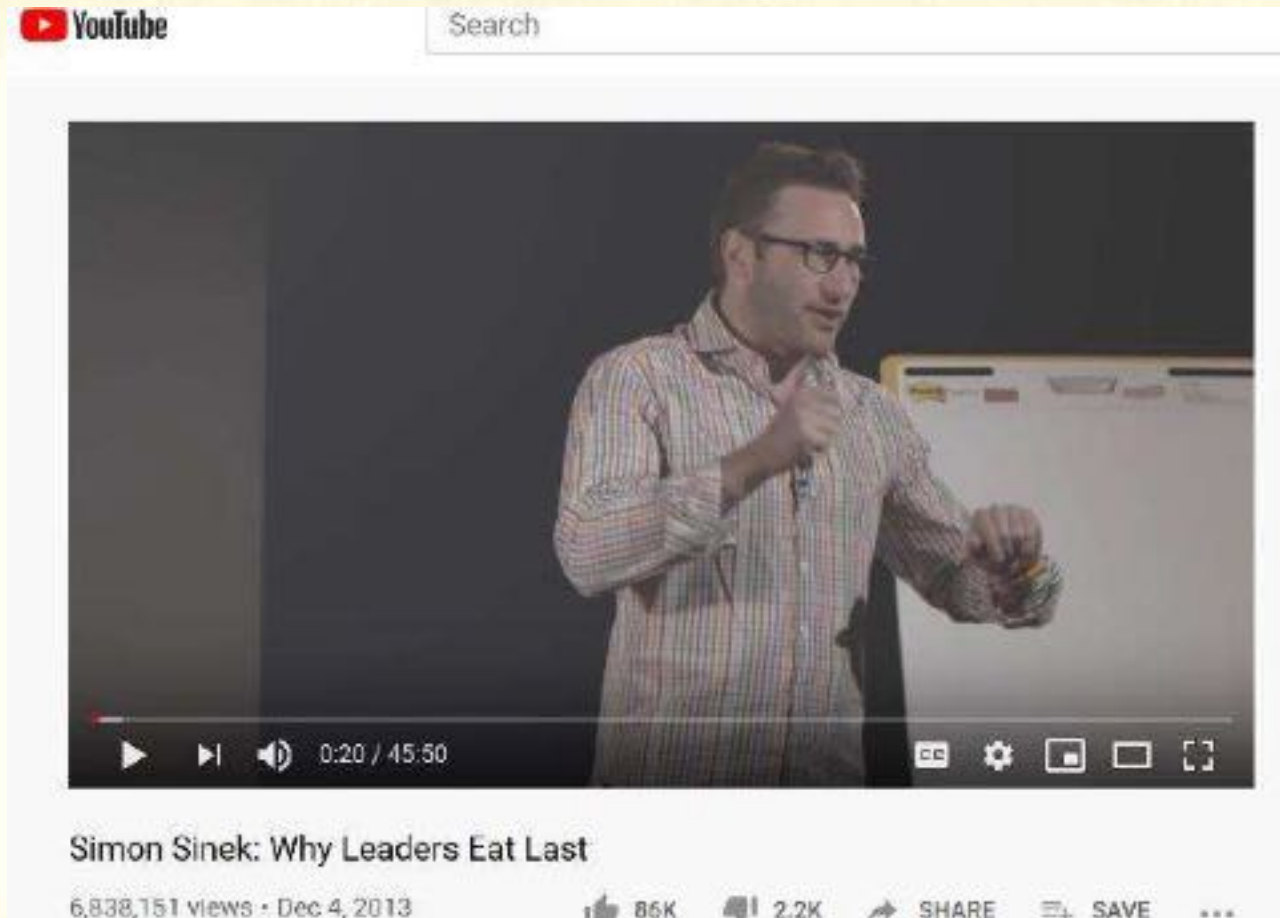 YouTube
Search
0:20 / 45:50
CC
Simon Sinek: Why Leaders Eat Last
6,838,151 views • Dec 4, 2013
86K 2.2K SHARE SAVE